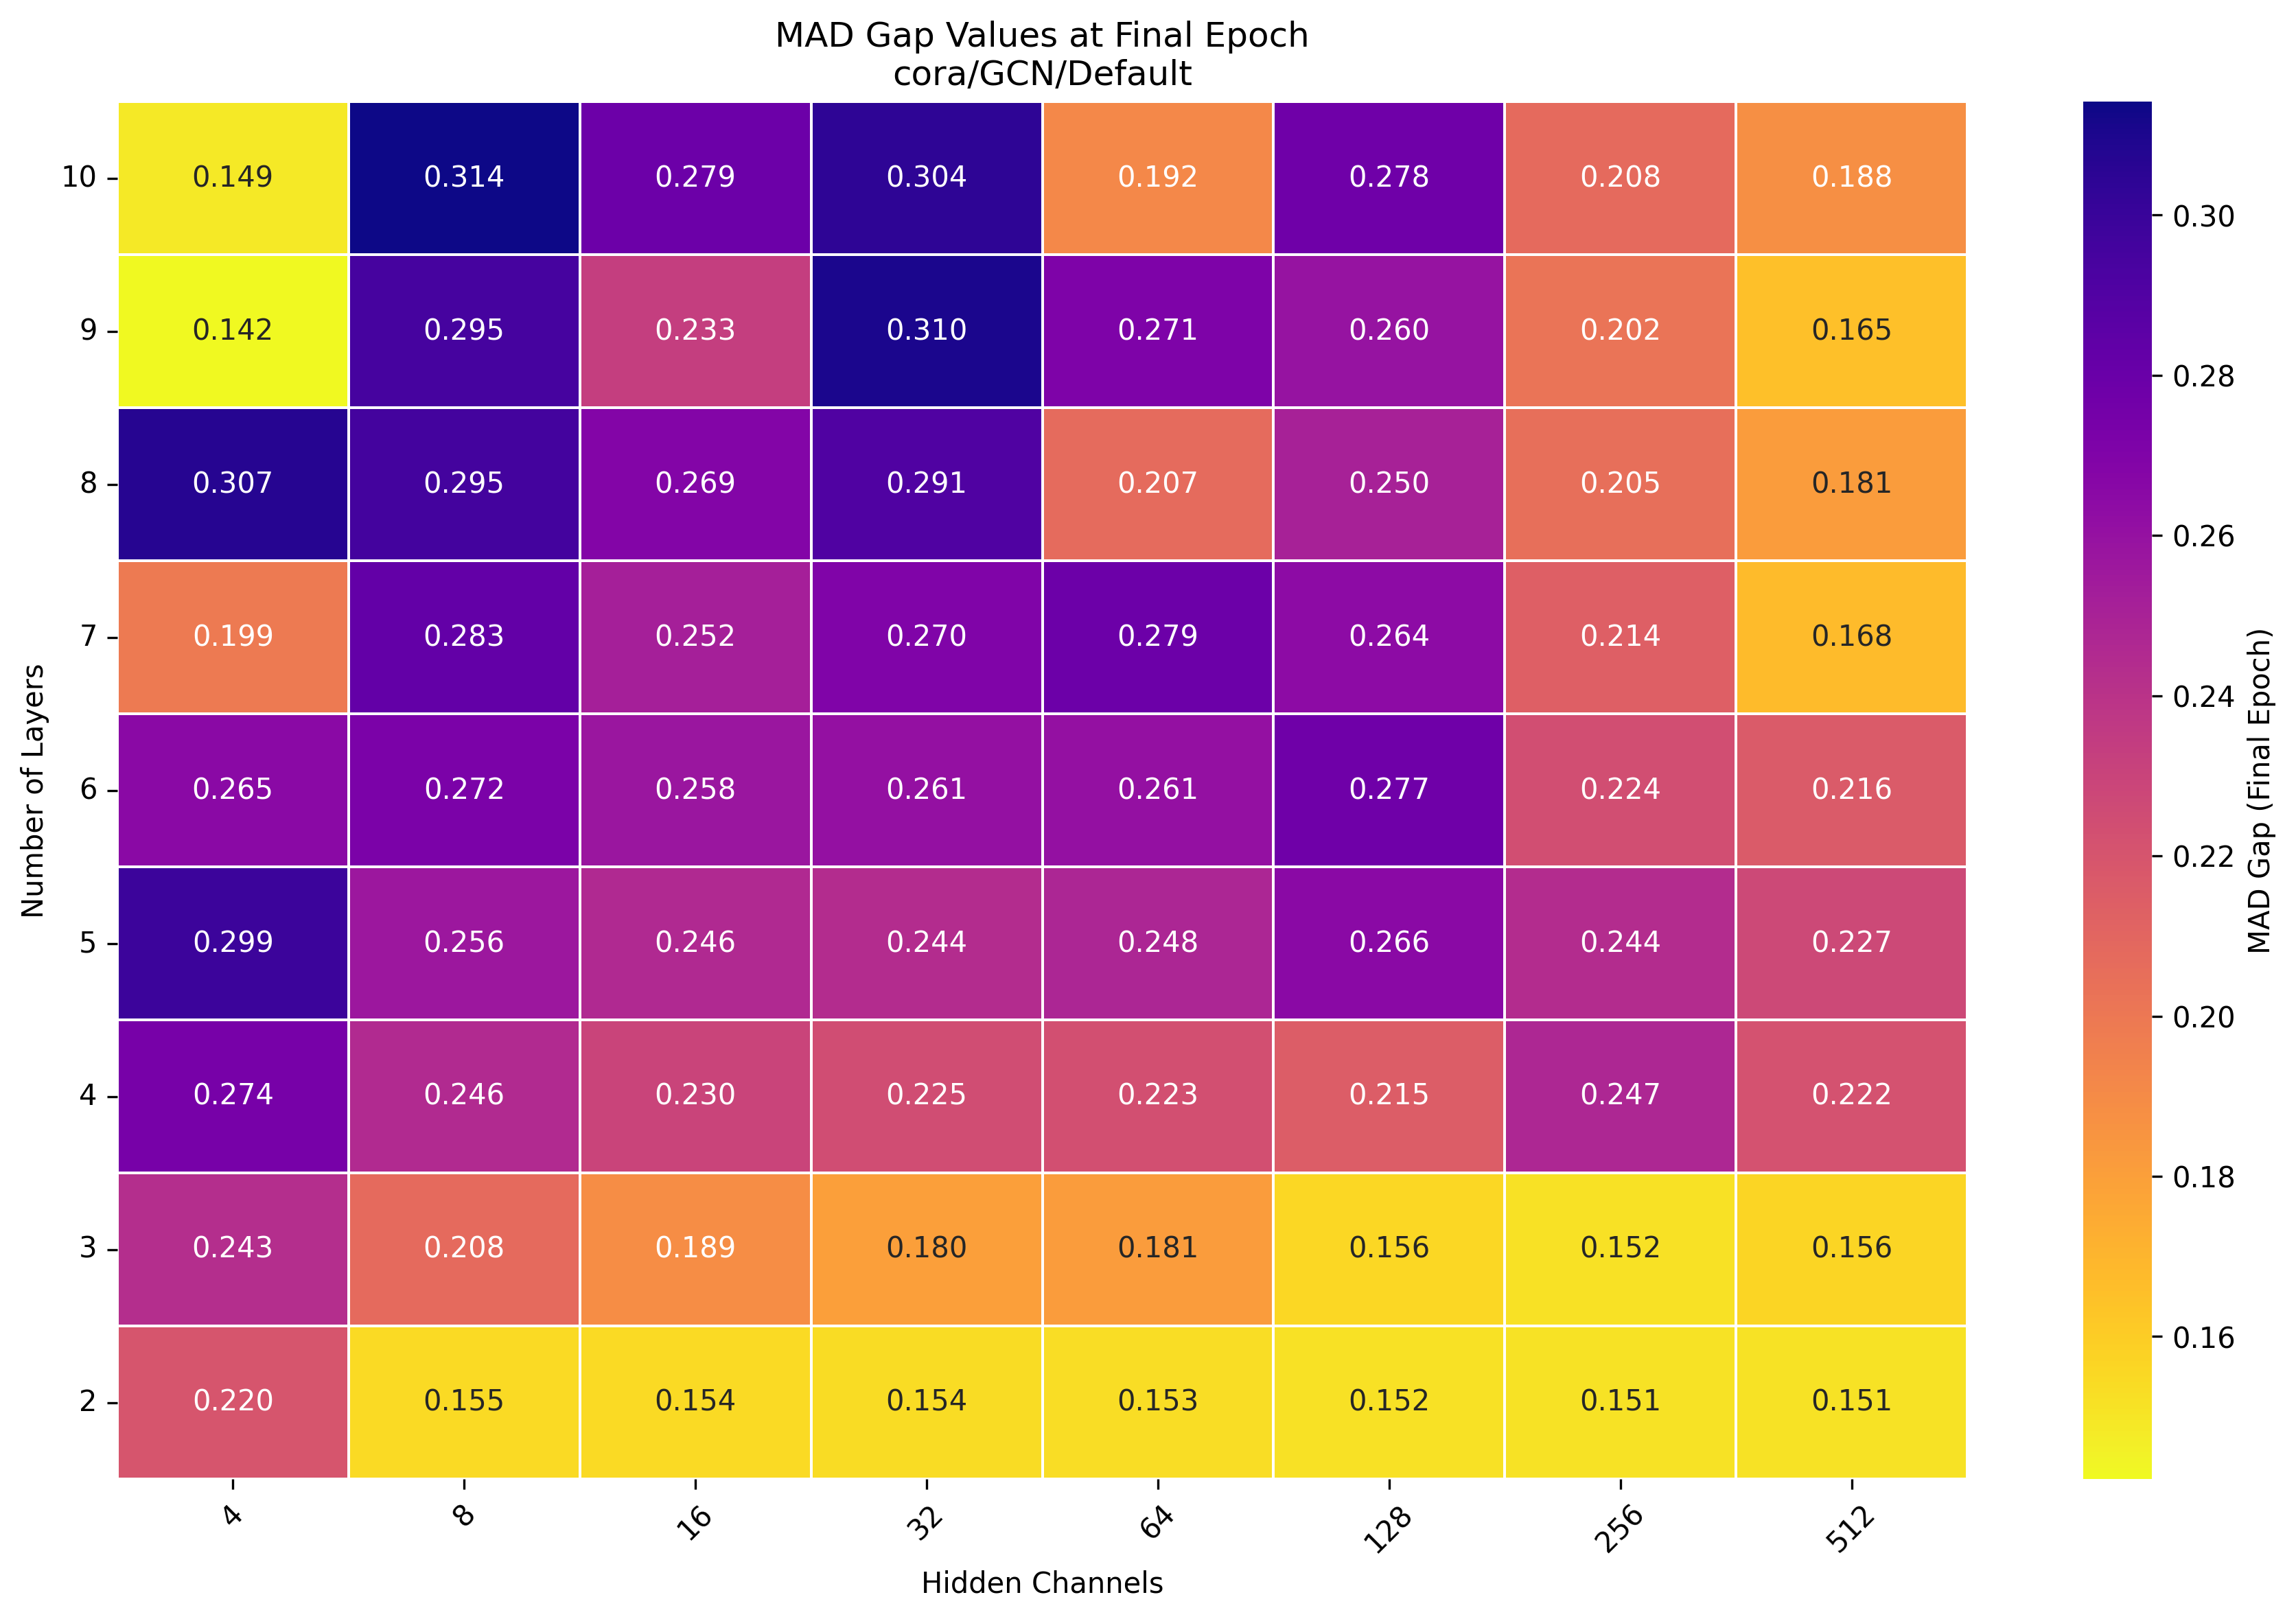 MAD Gap Values at Final Epoch
cora/GCN/Default
10 0.149 0.314 0.279 0.304 0.192 0.278 0.208 0.188
9 0.142 0.295 0.233 0.310 0.271 0.260 0.202 0.165
8 0.307 0.295 0.269 0.291 0.207 0.250 0.205 0.181
7 0.199 0.283 0.252 0.270 0.279 0.264 0.214 0.168
6 0.265 0.272 0.258 0.261 0.261 0.277 0.224 0.216
5 0.299 0.256 0.246 0.244 0.248 0.266 0.244 0.227
4 0.274 0.246 0.230 0.225 0.223 0.215 0.247 0.222
3 0.243 0.208 0.189 0.180 0.181 0.156 0.152 0.156
2 0.220 0.155 0.154 0.154 0.153 0.152 0.151 0.151
4 8 16 32 64 128 256 512
Hidden Channels
Number of Layers
0.30
0.28
0.26
0.24
0.22
0.20
0.18
0.16
MAD Gap (Final Epoch)